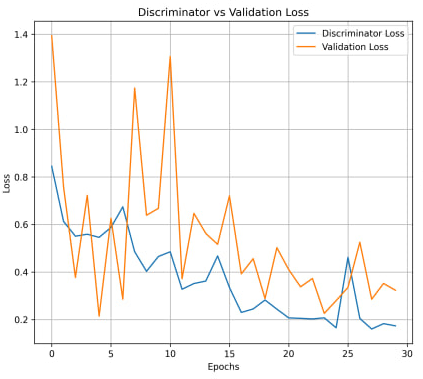 Discriminator vs Validation Loss
Discriminator Loss
Validation Loss
1.4
1.2
1.0
0.8
0.6
0.4
0.2
Loss
0 5 10 15 20 25 30
Epochs